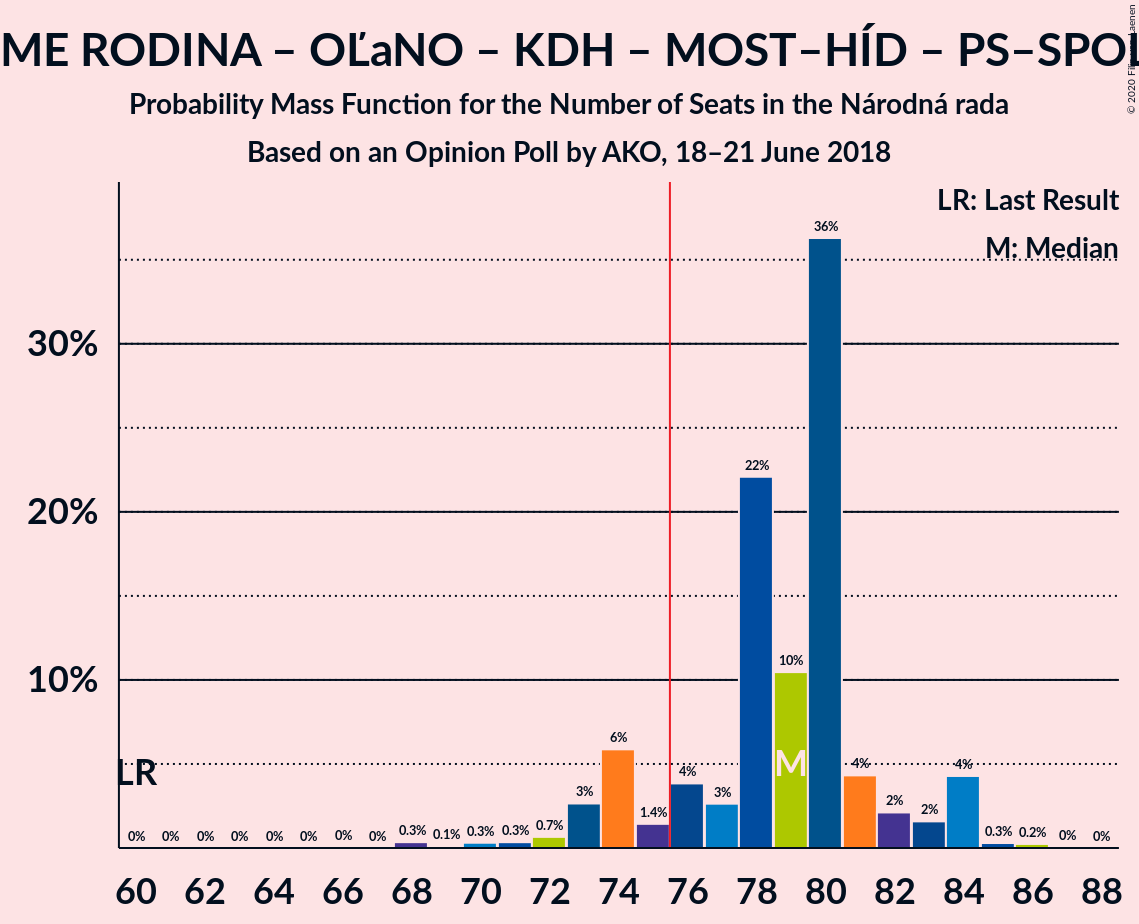 ME RODINA – OĽaNO – KDH – MOST–HÍD – PS–SPOL
Probability Mass Function for the Number of Seats in the Národná rada
Based on an Opinion Poll by AKO, 18–21 June 2018
© 2020 Filip van Laenen
LR: Last Result
M: Median
36%
30%
22%
20%
10%
10%
6%
M
LR
4%
4%
4%
3%
3%
2%
2%
1.4%
0.7%
0% 0% 0% 0% 0% 0% 0% 0% 0.3% 0.1% 0.3% 0.3% 0.3% 0.2% 0% 0%
60 62 64 66 68 70 72 74 76 78 80 82 84 86 88